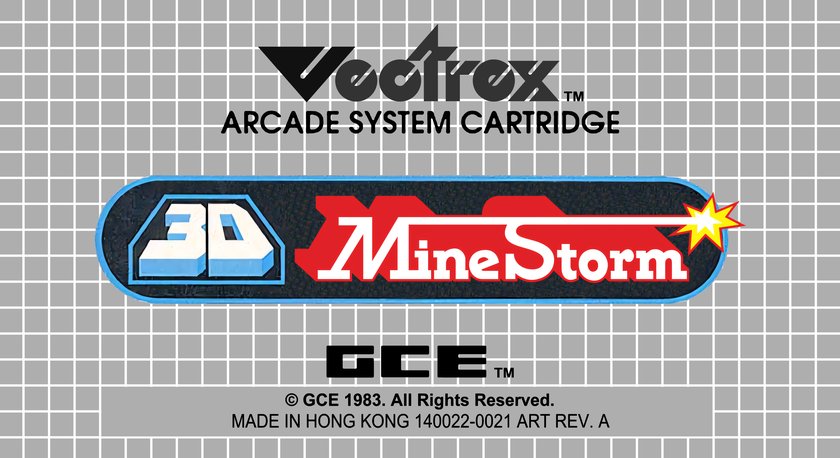 Vectrex™
ARCADE SYSTEM CARTRIDGE
3D MineStorm
GCE™
© GCE 1983. All Rights Reserved.
MADE IN HONG KONG 140022-0021 ART REV. A